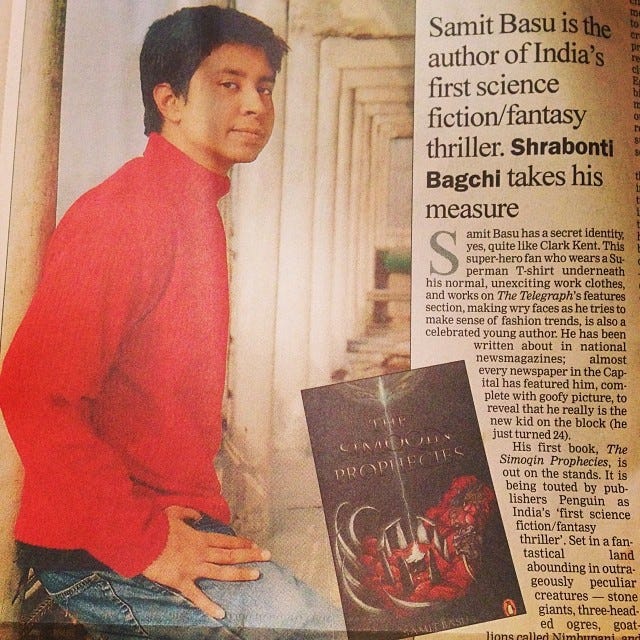 Samit Basu is the
author of India's
first science
fiction/fantasy
thriller. Shrabonti
Bagchi takes his
measure
Samit Basu has a secret identity,
yes, quite like Clark Kent. This
super-hero fan who wears a Su-
perman T-shirt underneath
his normal, unexciting work clothes,
and works on The Telegraph's features
section, making wry faces as he tries to
make sense of fashion trends, is also a
celebrated young author. He has been
written about in national
newsmagazines; almost
every newspaper in the Cap-
ital has featured him, com-
plete with goofy picture, to
reveal that he really is the
new kid on the block (he
just turned 24).
His first book, The
Simoqin Prophecies, is
out on the stands. It is
being touted by pub-
lishers Penguin as
India's 'first science
fiction/fantasy
thriller'. Set in a fan-
tastical land
abounding in outra-
geously peculiar
creatures — stone
giants, three-head-
ed ogres, goat
lions called Nimbupani, and
THE
SIMOQIN
PROPHECIES
SAMIT BASU